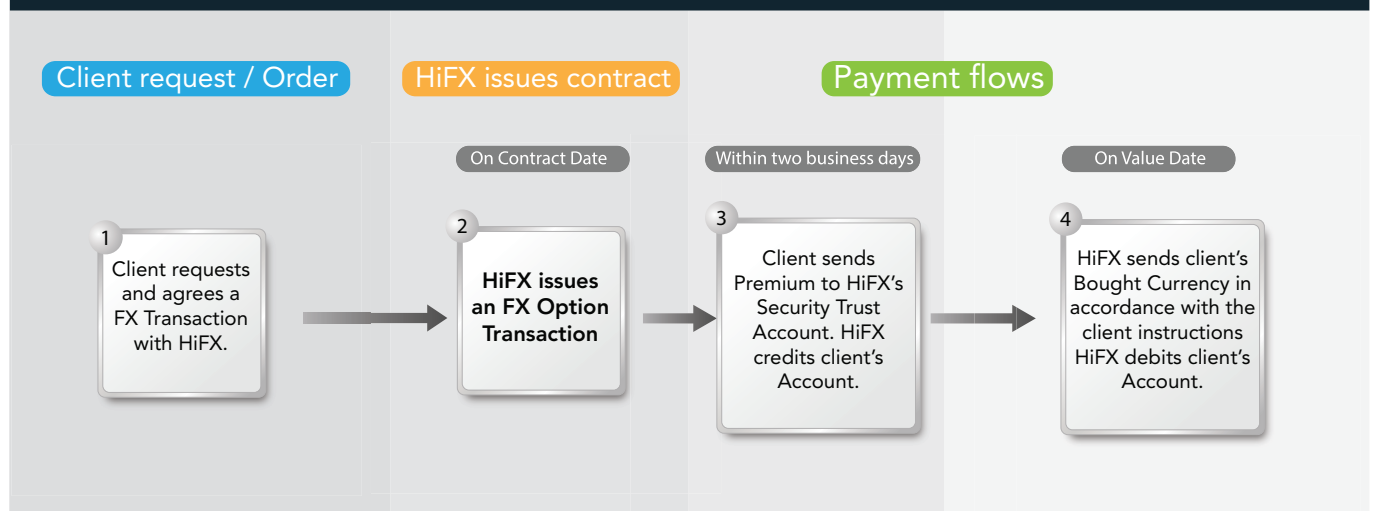 Client request / Order
HiFX issues contract
Payment flows
On Contract Date
Within two business days
On Value Date
1
Client requests
and agrees a
FX Transaction
with HiFX.
2
HiFX issues
an FX Option
Transaction
3
Client sends
Premium to HiFX's
Security Trust
Account. HiFX
credits client's
Account.
4
HiFX sends client's
Bought Currency in
accordance with the
client instructions
HiFX debits client's
Account.